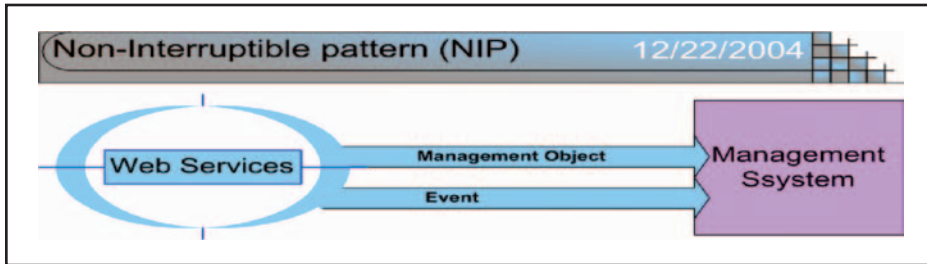 Non-Interruptible pattern (NIP) 12/22/2004
Web Services
Management Object
Event
Management
Ssystem